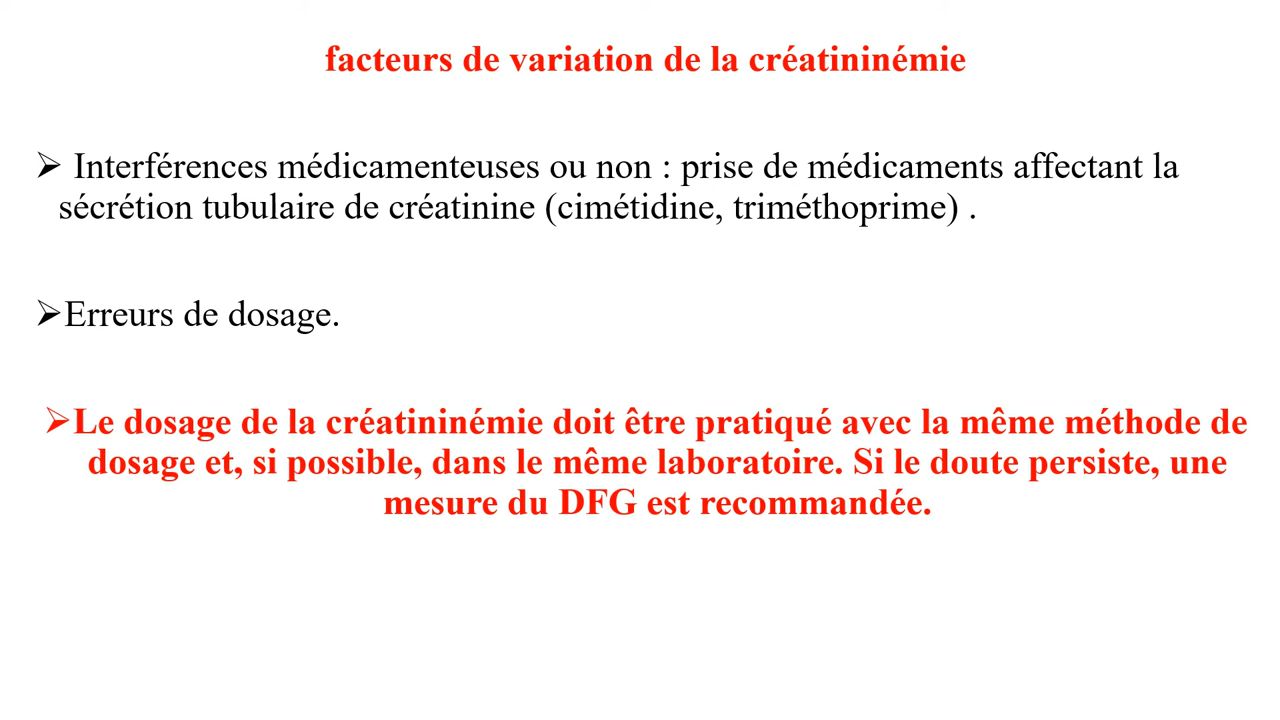 facteurs de variation de la créatininémie
➢ Interférences médicamenteuses ou non : prise de médicaments affectant la
sécrétion tubulaire de créatinine (cimétidine, triméthoprime) .
➢Erreurs de dosage.
➢Le dosage de la créatininémie doit être pratiqué avec la même méthode de
dosage et, si possible, dans le même laboratoire. Si le doute persiste, une
mesure du DFG est recommandée.